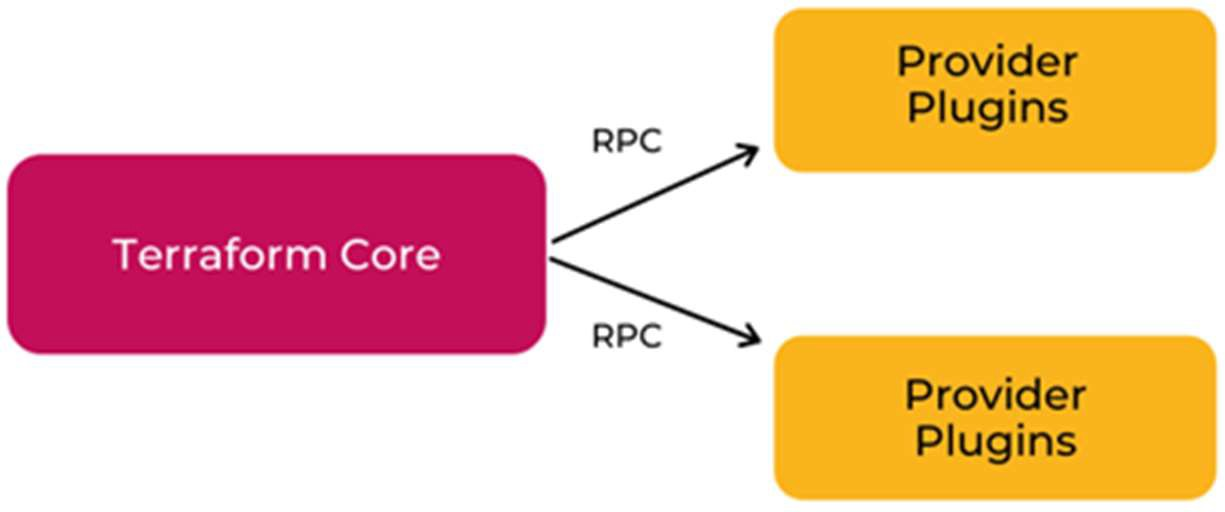 Provider
Plugins
RPC
Terraform Core
RPC
Provider
Plugins